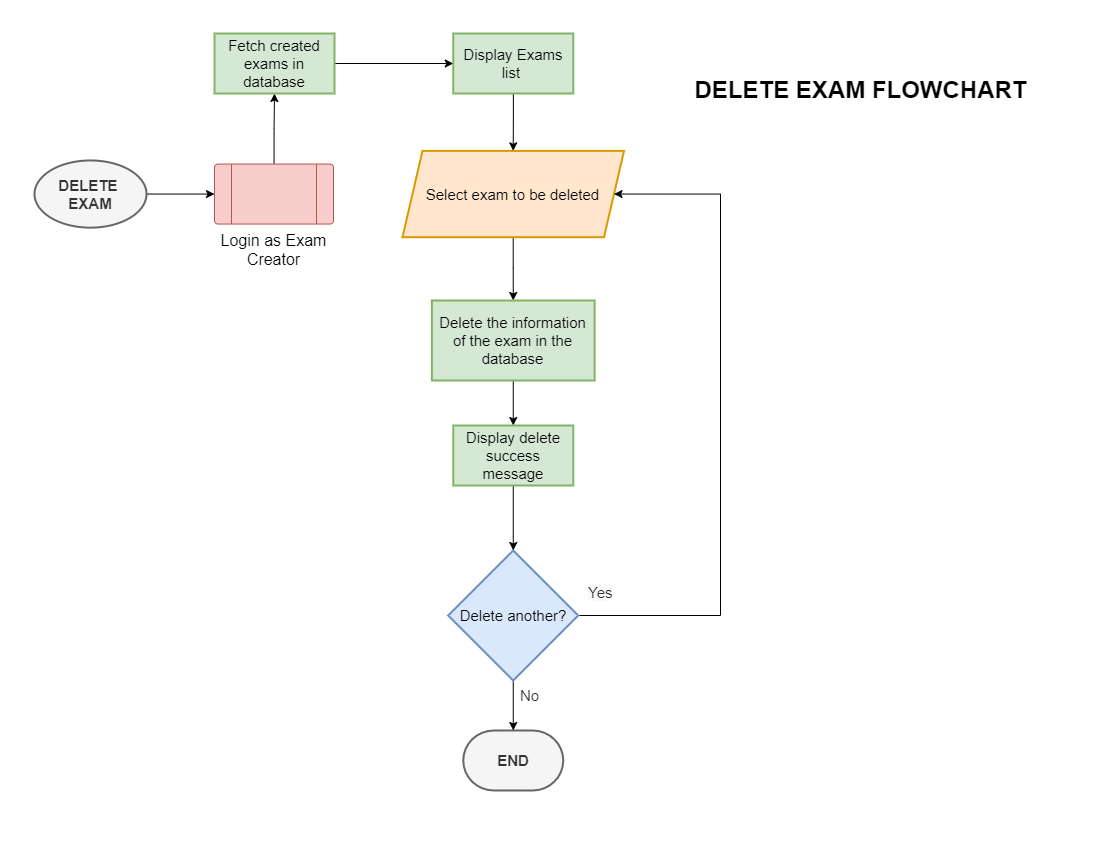 Fetch created
exams in
database
Display Exams
list
DELETE EXAM FLOWCHART
DELETE
EXAM
Login as Exam
Creator
Select exam to be deleted
Delete the information
of the exam in the
database
Display delete
success
message
Delete another?
Yes
No
END